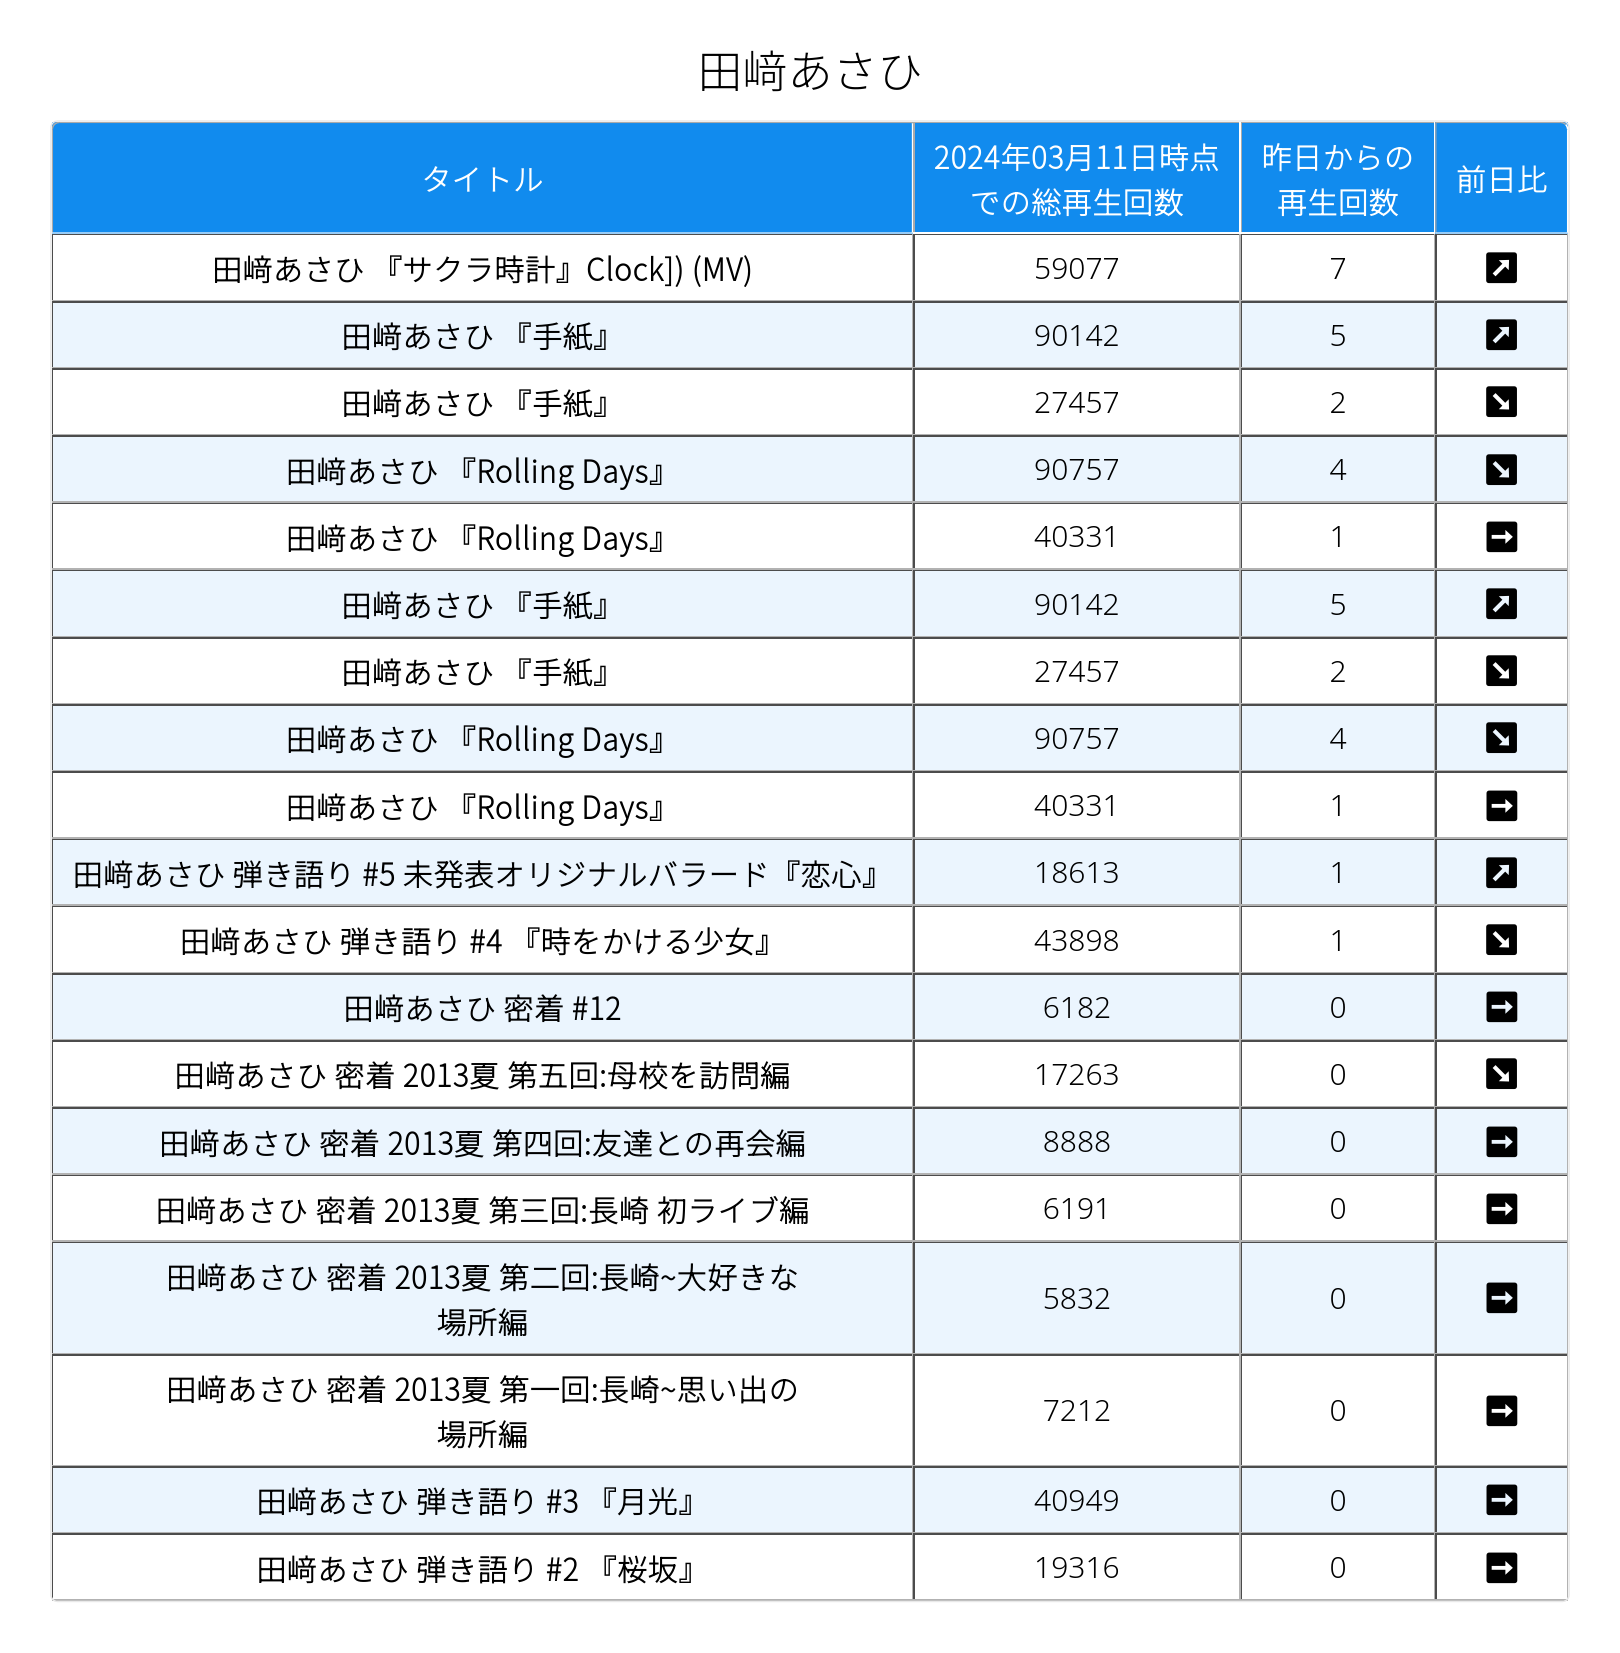 田﨑あさひ
タイトル
2024年03月11日時点
での総再生回数
昨日からの
再生回数
前日比
田﨑あさひ 『サクラ時計』Clock]) (MV) 59077 7
田﨑あさひ 『手紙』 90142 5
田﨑あさひ 『手紙』 27457 2
田﨑あさひ 『Rolling Days』 90757 4
田﨑あさひ 『Rolling Days』 40331 1
田﨑あさひ 『手紙』 90142 5
田﨑あさひ 『手紙』 27457 2
田﨑あさひ 『Rolling Days』 90757 4
田﨑あさひ 『Rolling Days』 40331 1
田﨑あさひ 弾き語り #5 未発表オリジナルバラード『恋心』 18613 1
田﨑あさひ 弾き語り #4 『時をかける少女』 43898 1
田﨑あさひ 密着 #12 6182 0
田﨑あさひ 密着 2013夏 第五回:母校を訪問編 17263 0
田﨑あさひ 密着 2013夏 第四回:友達との再会編 8888 0
田﨑あさひ 密着 2013夏 第三回:長崎 初ライブ編 6191 0
田﨑あさひ 密着 2013夏 第二回:長崎~大好きな
場所編 5832 0
田﨑あさひ 密着 2013夏 第一回:長崎~思い出の
場所編 7212 0
田﨑あさひ 弾き語り #3 『月光』 40949 0
田﨑あさひ 弾き語り #2 『桜坂』 19316 0